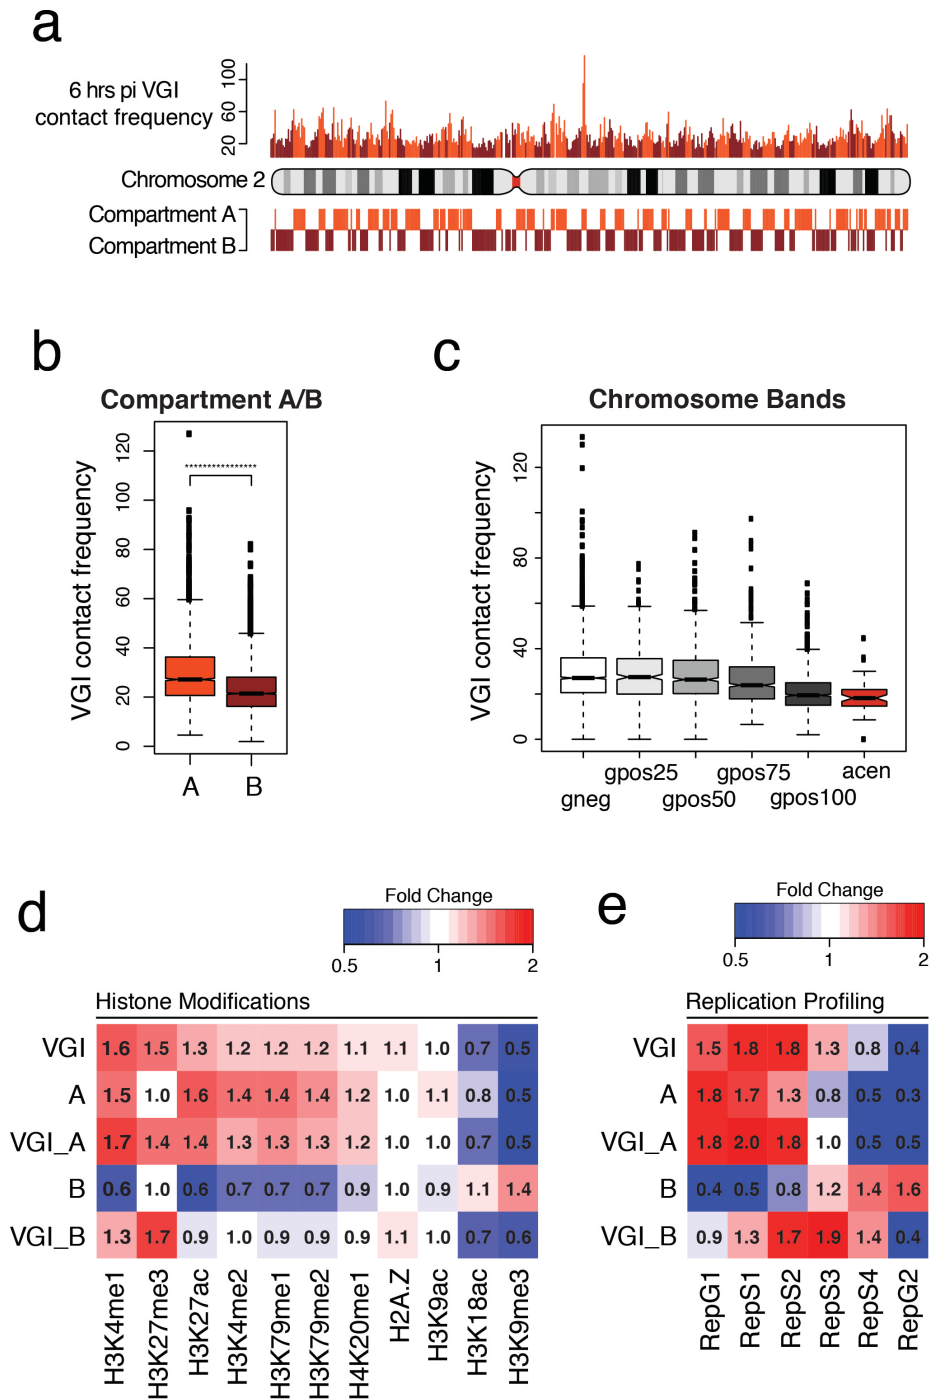 a
6 hrs pi VGI
contact frequency
20 60 100
Chromosome 2
Compartment A
Compartment B
b
Compartment A/B
VGI contact frequency
120
100
80
60
40
20
0
***************
A B
c
Chromosome Bands
VGI contact frequency
120
80
40
0
gpos25 gpos75 acen
gneg gpos50 gpos100
d
Fold Change
0.5 1 2
Histone Modifications
VGI 1.6 1.5 1.3 1.2 1.2 1.2 1.1 1.1 1.0 0.7 0.5
A 1.5 1.0 1.6 1.4 1.4 1.4 1.2 1.0 1.1 0.8 0.5
VGI_A 1.7 1.4 1.4 1.3 1.3 1.3 1.2 1.0 1.0 0.7 0.5
B 0.6 1.0 0.6 0.7 0.7 0.7 0.9 1.0 0.9 1.1 1.4
VGI_B 1.3 1.7 0.9 1.0 0.9 0.9 0.9 1.1 1.0 0.7 0.6
H3K4me1 H3K27me3 H3K27ac H3K4me2 H3K79me1 H3K79me2 H4K20me1 H2A.Z H3K9ac H3K18ac H3K9me3
e
Fold Change
0.5 1 2
Replication Profiling
VGI 1.5 1.8 1.8 1.3 0.8 0.4
A 1.8 1.7 1.3 0.8 0.5 0.3
VGI_A 1.8 2.0 1.8 1.0 0.5 0.5
B 0.4 0.5 0.8 1.2 1.4 1.6
VGI_B 0.9 1.3 1.7 1.9 1.4 0.4
RepG1 RepS1 RepS2 RepS3 RepS4 RepG2